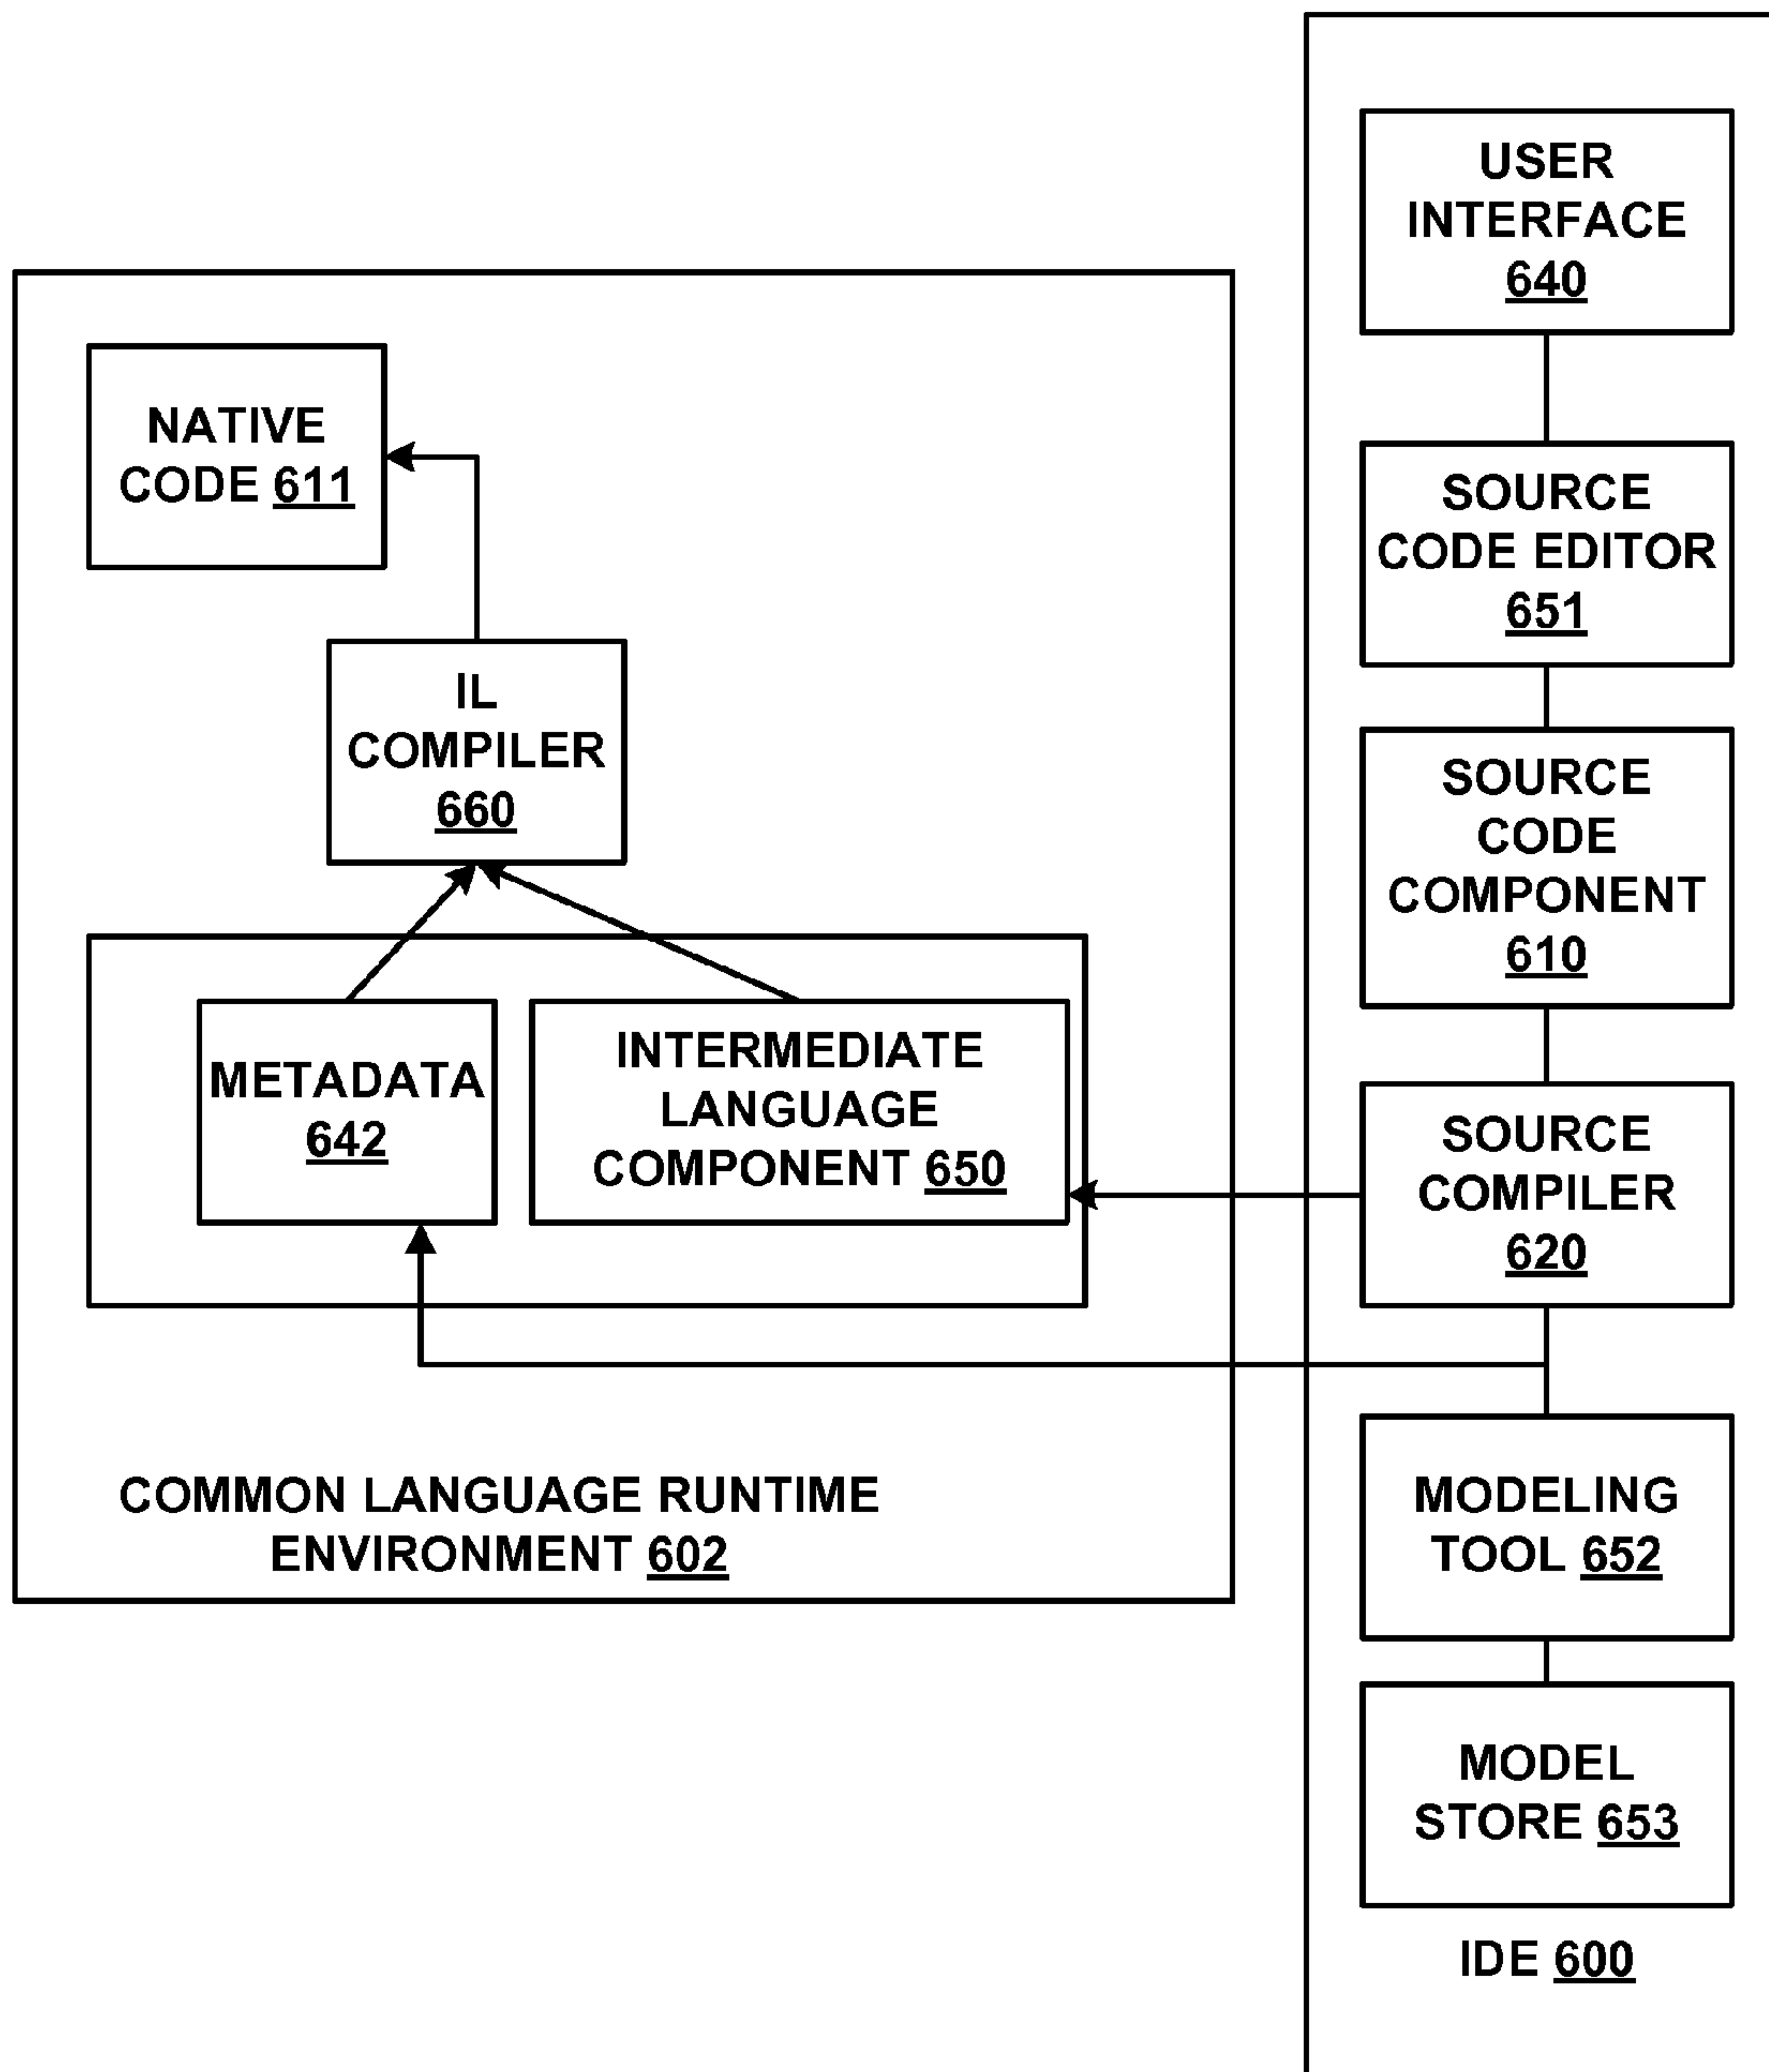 USER
INTERFACE
640
NATIVE
CODE 611
SOURCE
CODE EDITOR
651
IL
COMPILER
660
SOURCE
CODE
COMPONENT
610
METADATA
642
INTERMEDIATE
LANGUAGE
COMPONENT 650
SOURCE
COMPILER
620
COMMON LANGUAGE RUNTIME
ENVIRONMENT 602
MODELING
TOOL 652
MODEL
STORE 653
IDE 600